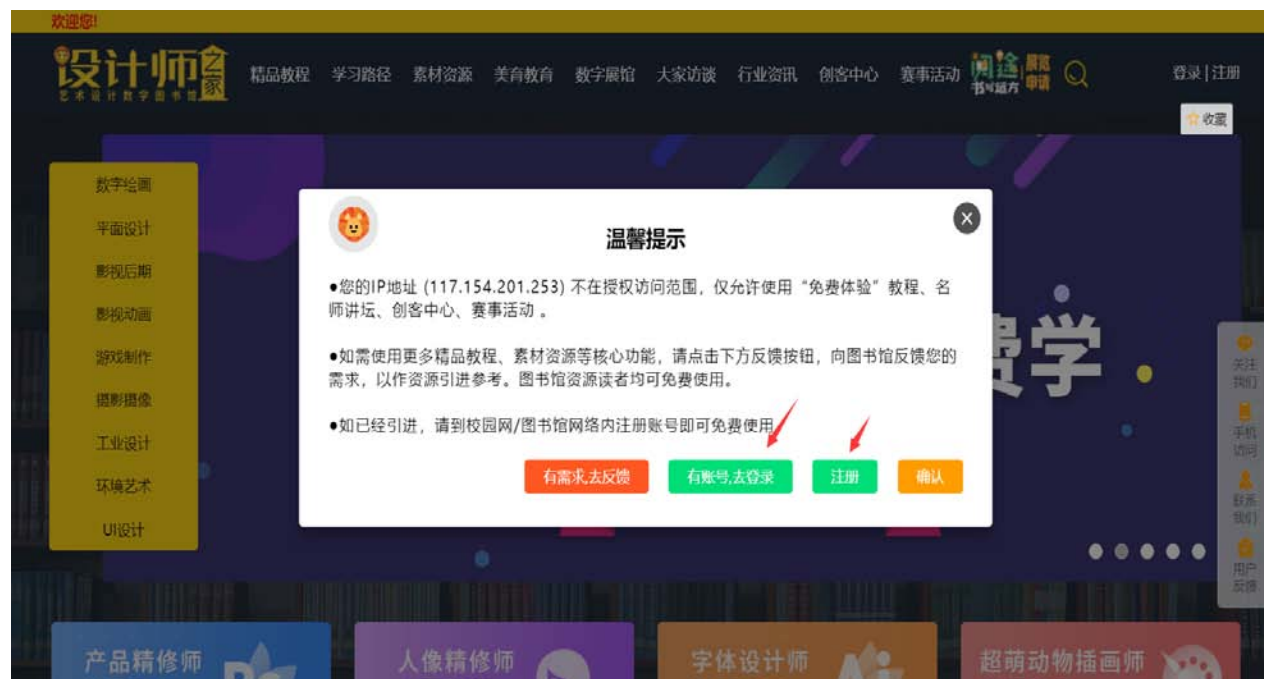 欢迎您!
设计师之家
艺术设计数字图书馆
精品教程 学习路径 素材资源 美育教育 数字展馆 大家访谈 行业资讯 创客中心 赛事活动
阅途
书写远方
展览申请
登录 | 注册
收藏
数字绘画
平面设计
影视后期
影视动画
游戏制作
摄影摄像
工业设计
环境艺术
UI设计
温馨提示
●您的IP地址 (117.154.201.253) 不在授权访问范围，仅允许使用“免费体验”教程、名
师讲坛、创客中心、赛事活动 。
●如需使用更多精品教程、素材资源等核心功能，请点击下方反馈按钮，向图书馆反馈您的
需求，以作资源引进参考。图书馆资源读者均可免费使用。
●如已经引进，请到校园网/图书馆网络内注册账号即可免费使用
有需求,去反馈 有账号,去登录 注册 确认
费学
关注
我们
手机
访问
联系
我们
用户
反馈
产品精修师
人像精修师
字体设计师
Ai
超萌动物插画师